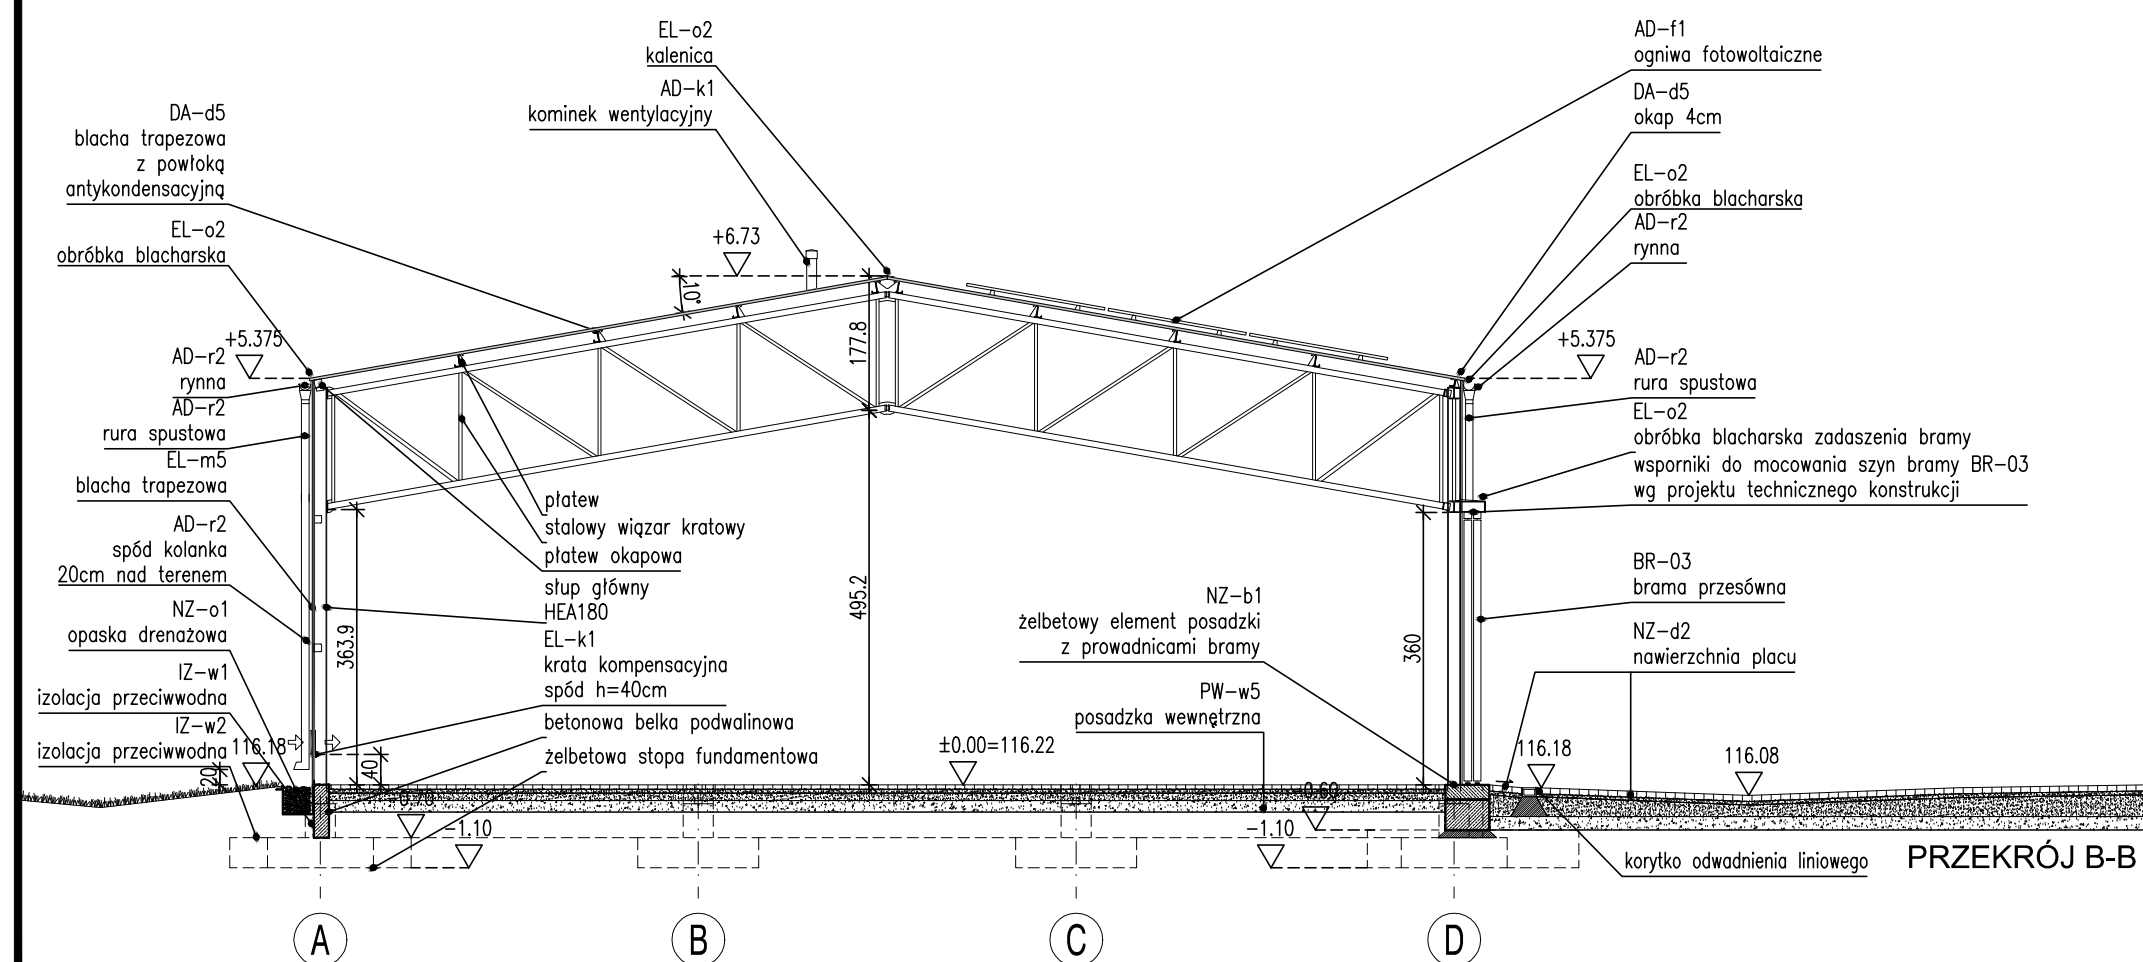 EL-o2
kalenica
AD-k1
kominek wentylacyjny
DA-d5
blacha trapezowa
z powłoką
antykondensacyjną
EL-o2
obróbka blacharska
AD-r2
rynna
AD-r2
rura spustowa
EL-m5
blacha trapezowa
AD-r2
spód kolanka
20cm nad terenem
NZ-o1
opaska drenażowa
IZ-w1
izolacja przeciwwodna
IZ-w2
izolacja przeciwwodna
AD-f1
ogniwa fotowoltaiczne
DA-d5
okap 4cm
EL-o2
obróbka blacharska
AD-r2
rynna
AD-r2
rura spustowa
EL-o2
obróbka blacharska zadaszenia bramy
wsporniki do mocowania szyn bramy BR-03
wg projektu technicznego konstrukcji
BR-03
brama przesówna
NZ-d2
nawierzchnia placu
płatew
stalowy wiązar kratowy
płatew okapowa
słup główny
HEA180
EL-k1
krata kompensacyjna
spód h=40cm
betonowa belka podwalinowa
żelbetowa stopa fundamentowa
NZ-b1
żelbetowy element posadzki
z prowadnicami bramy
PW-w5
posadzka wewnętrzna
korytko odwadnienia liniowego
+6.73
10°
+5.375
+5.375
177.8
495.2
363.9
360
40
20
116.18
±0.00=116.22
116.18
116.08
-0.70
-1.10
-0.60
-1.10
PRZEKRÓJ B-B
A
B
C
D